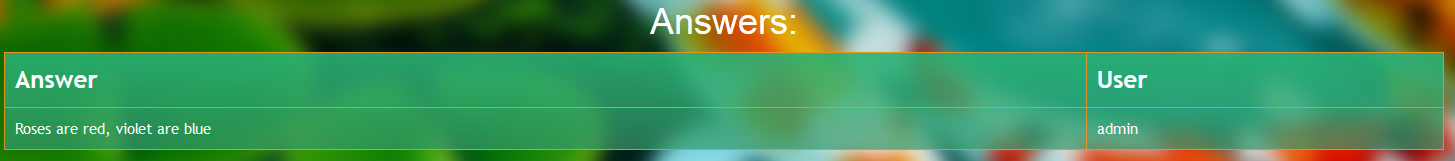 Answers:
Answer User
Roses are red, violet are blue admin